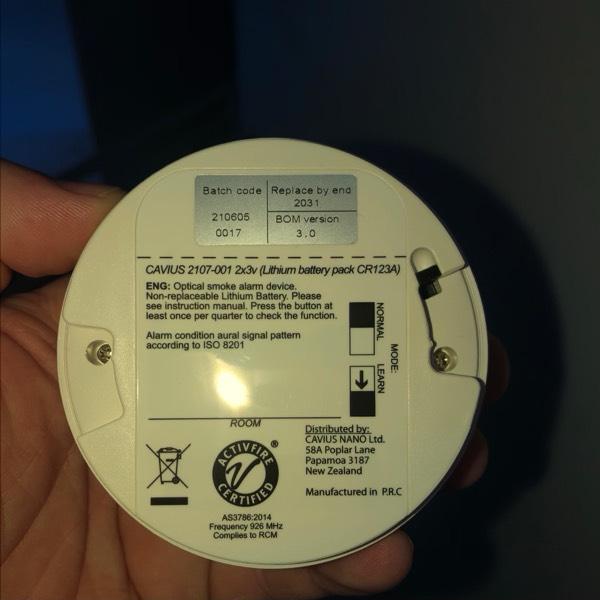 Batch code
210605
0017
Replace by end
2031
BOM version
3.0
CAVIUS 2107-001 2x3v (Lithium battery pack CR123A)
ENG: Optical smoke alarm device.
Non-replaceable Lithium Battery. Please
see instruction manual. Press the button at
least once per quarter to check the function.
Alarm condition aural signal pattern
according to ISO 8201
MODE:
NORMAL
LEARN
ROOM
ACTIVFIRE®
CERTIFIED
AS3786:2014
Frequency 926 MHz
Complies to RCM
Distributed by:
CAVIUS NANO Ltd.
58A Poplar Lane
Papamoa 3187
New Zealand
Manufactured in P.R.C